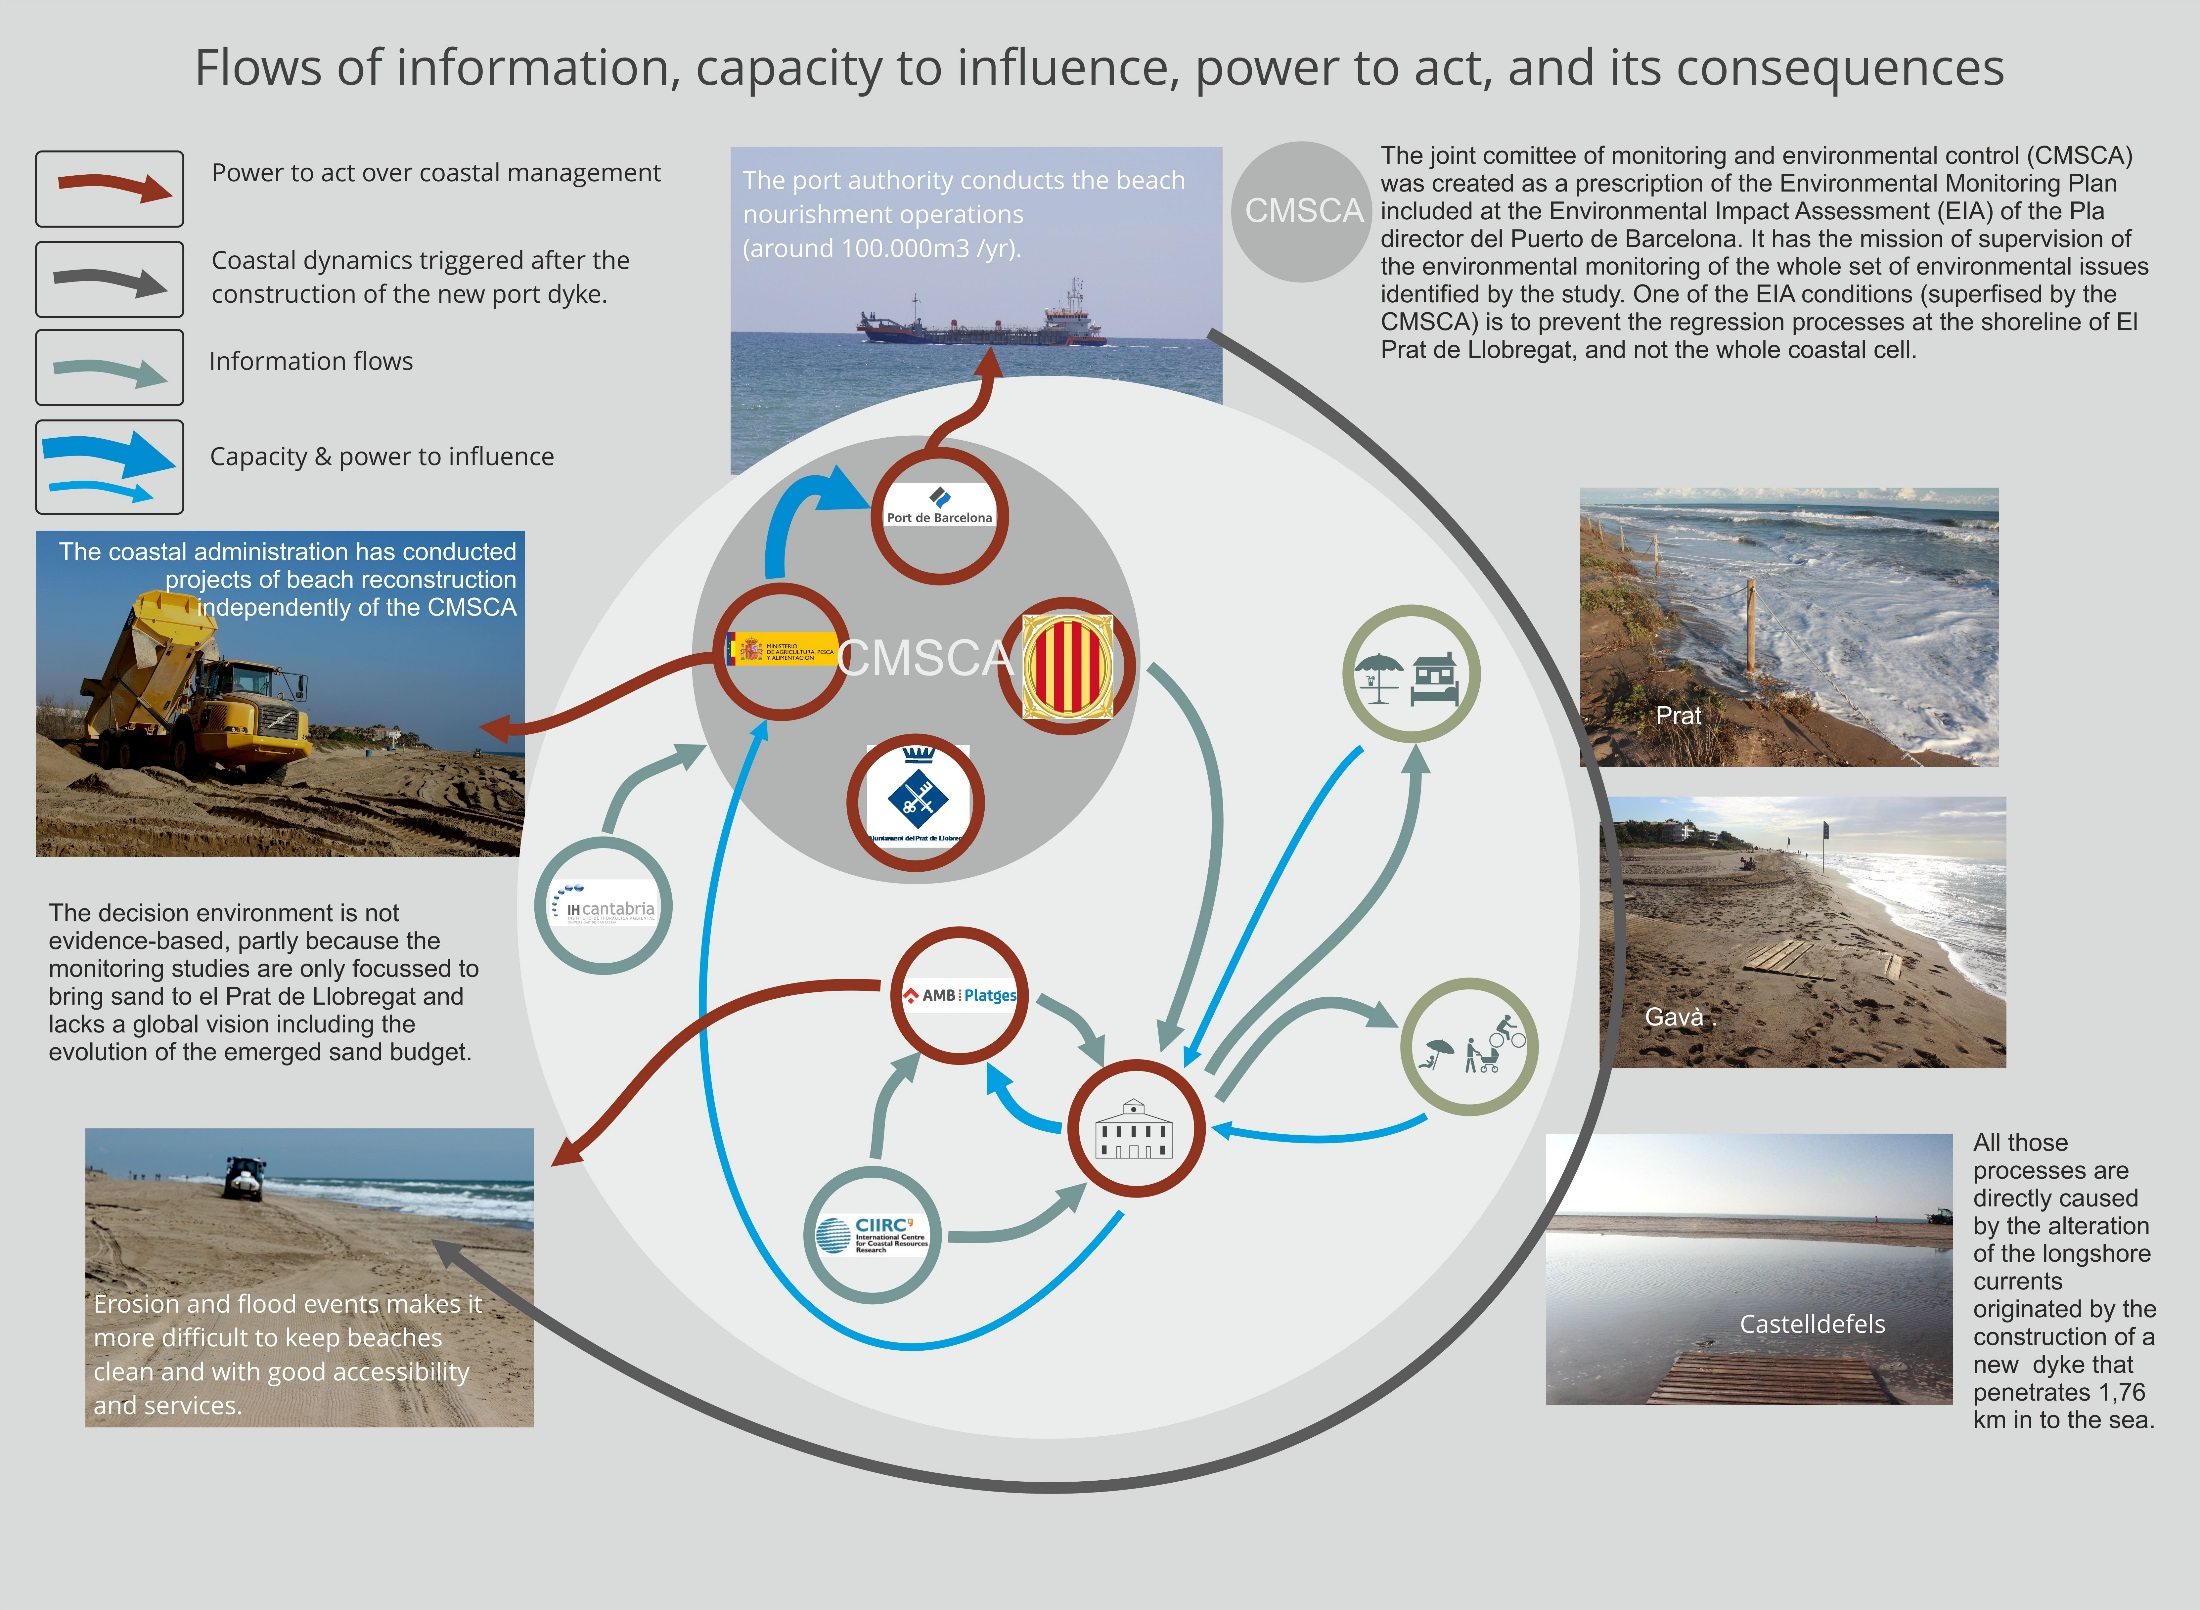 Flows of information, capacity to influence, power to act, and its consequences
Power to act over coastal management
Coastal dynamics triggered after the
construction of the new port dyke.
Information flows
Capacity & power to influence
The port authority conducts the beach
nourishment operations
(around 100.000m3 /yr).
CMSCA
The joint comittee of monitoring and environmental control (CMSCA)
was created as a prescription of the Environmental Monitoring Plan
included at the Environmental Impact Assessment (EIA) of the Pla
director del Puerto de Barcelona. It has the mission of supervision of
the environmental monitoring of the whole set of environmental issues
identified by the study. One of the EIA conditions (superfised by the
CMSCA) is to prevent the regression processes at the shoreline of El
Prat de Llobregat, and not the whole coastal cell.
The coastal administration has conducted
projects of beach reconstruction
independently of the CMSCA
Port de Barcelona
MINISTERIO
DE AGRICULTURA, PESCA
Y ALIMENTACIÓN
CMSCA
Ajuntament del Prat de Llobreg
IH cantabria
AMB Platges
CIIRC
International Centre
for Coastal Resources
Research
The decision environment is not
evidence-based, partly because the
monitoring studies are only focussed to
bring sand to el Prat de Llobregat and
lacks a global vision including the
evolution of the emerged sand budget.
Erosion and flood events makes it
more difficult to keep beaches
clean and with good accessibility
and services.
Prat
Gavà .
Castelldefels
All those
processes are
directly caused
by the alteration
of the longshore
currents
originated by the
construction of a
new dyke that
penetrates 1,76
km in to the sea.